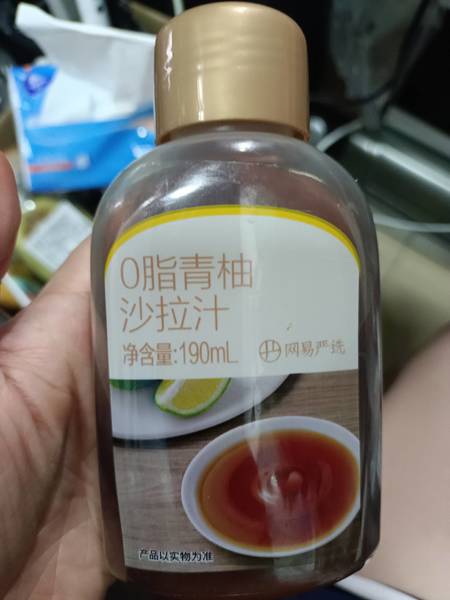 0脂青柚
沙拉汁
净含量:190mL
网易严选
产品以实物为准